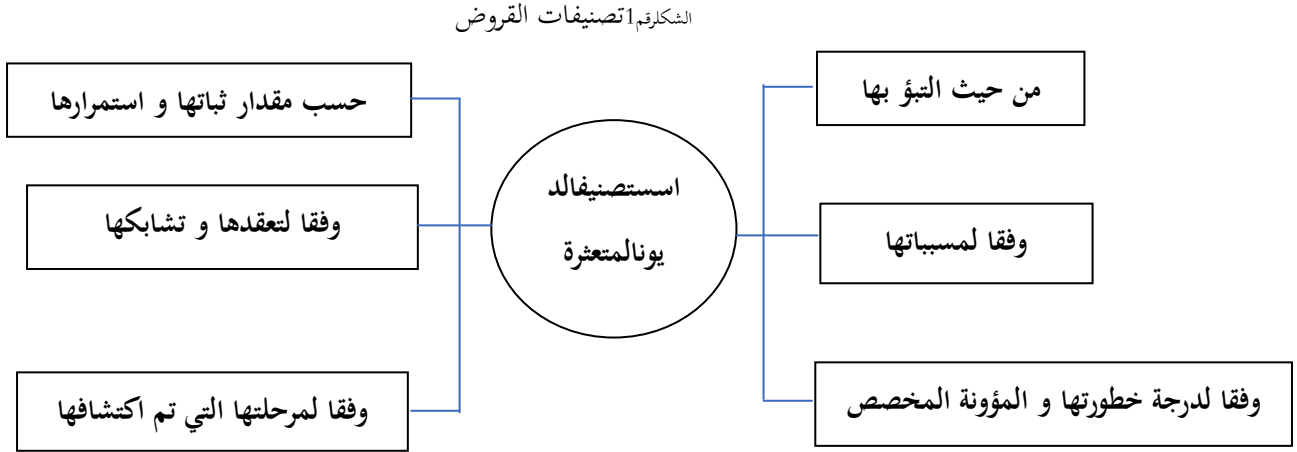 الشكلرقم1تصنيفات القروض
من حيث التبؤ بها
حسب مقدار ثباتها و استمرارها
اسستصنيفالد
يونالمتعثرة
وفقا لمسبباتها
وفقا لتعقدها و تشابكها
وفقا لدرجة خطورتها و المؤونة المخصص
وفقا لمرحلتها التي تم اكتشافها